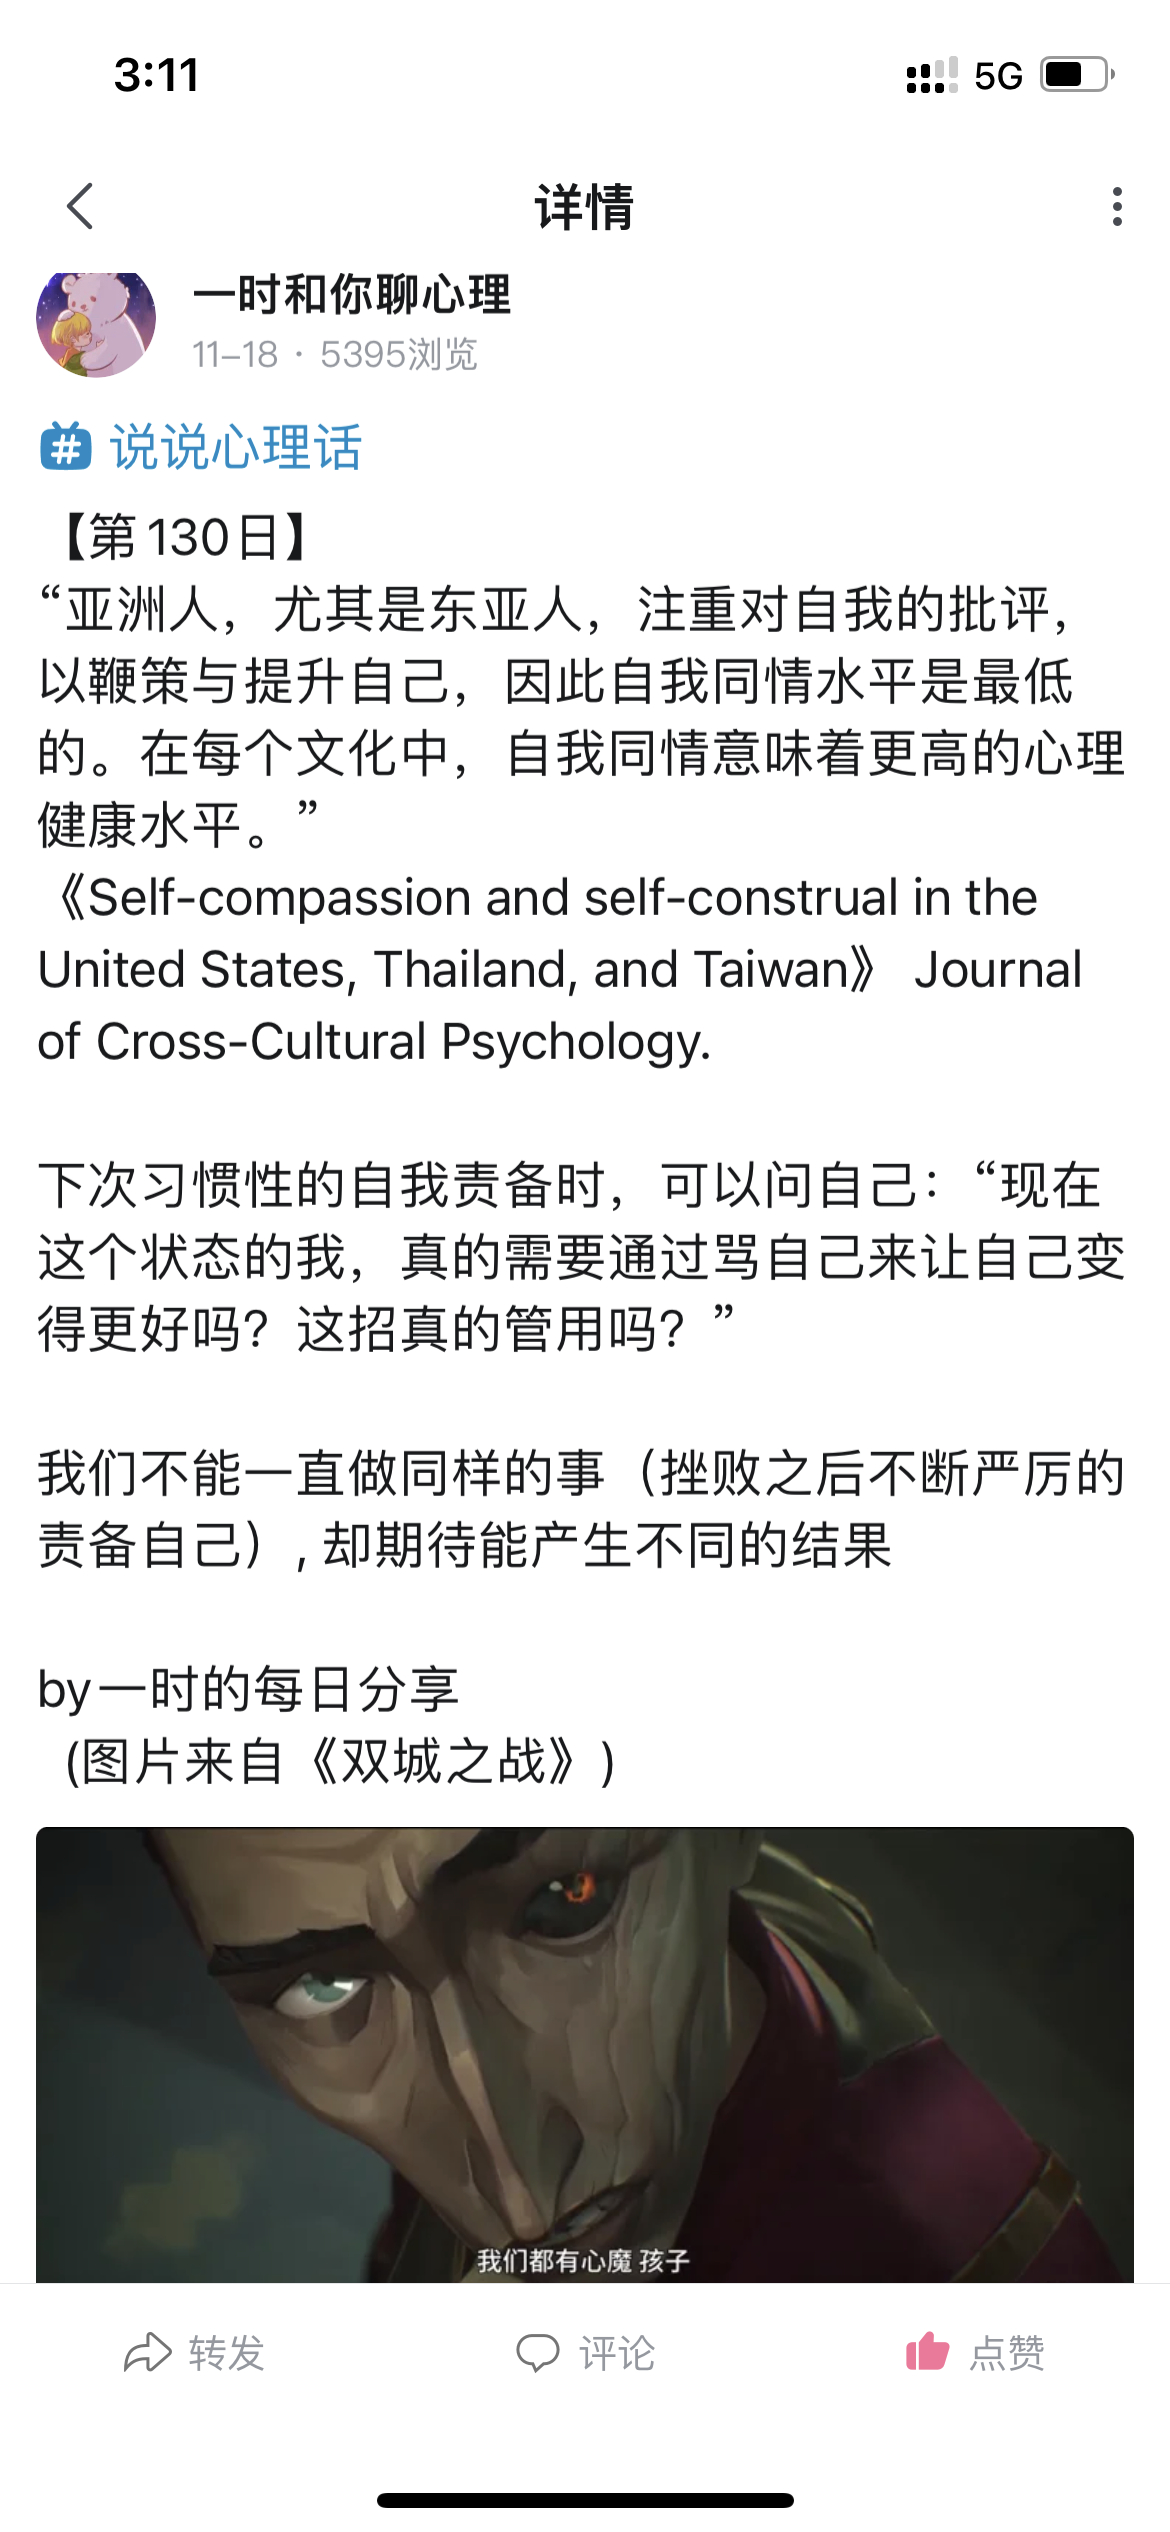 3:11
5G
详情
一时和你聊心理
11-18 · 5395浏览
# 说说心理话
【第130日】
“亚洲人，尤其是东亚人，注重对自我的批评，
以鞭策与提升自己，因此自我同情水平是最低
的。在每个文化中，自我同情意味着更高的心理
健康水平。”
《Self-compassion and self-construal in the
United States, Thailand, and Taiwan》 Journal
of Cross-Cultural Psychology.
下次习惯性的自我责备时，可以问自己：“现在
这个状态的我，真的需要通过骂自己来让自己变
得更好吗？这招真的管用吗？”
我们不能一直做同样的事（挫败之后不断严厉的
责备自己）, 却期待能产生不同的结果
by一时的每日分享
(图片来自《双城之战》)
我们都有心魔 孩子
转发
评论
点赞